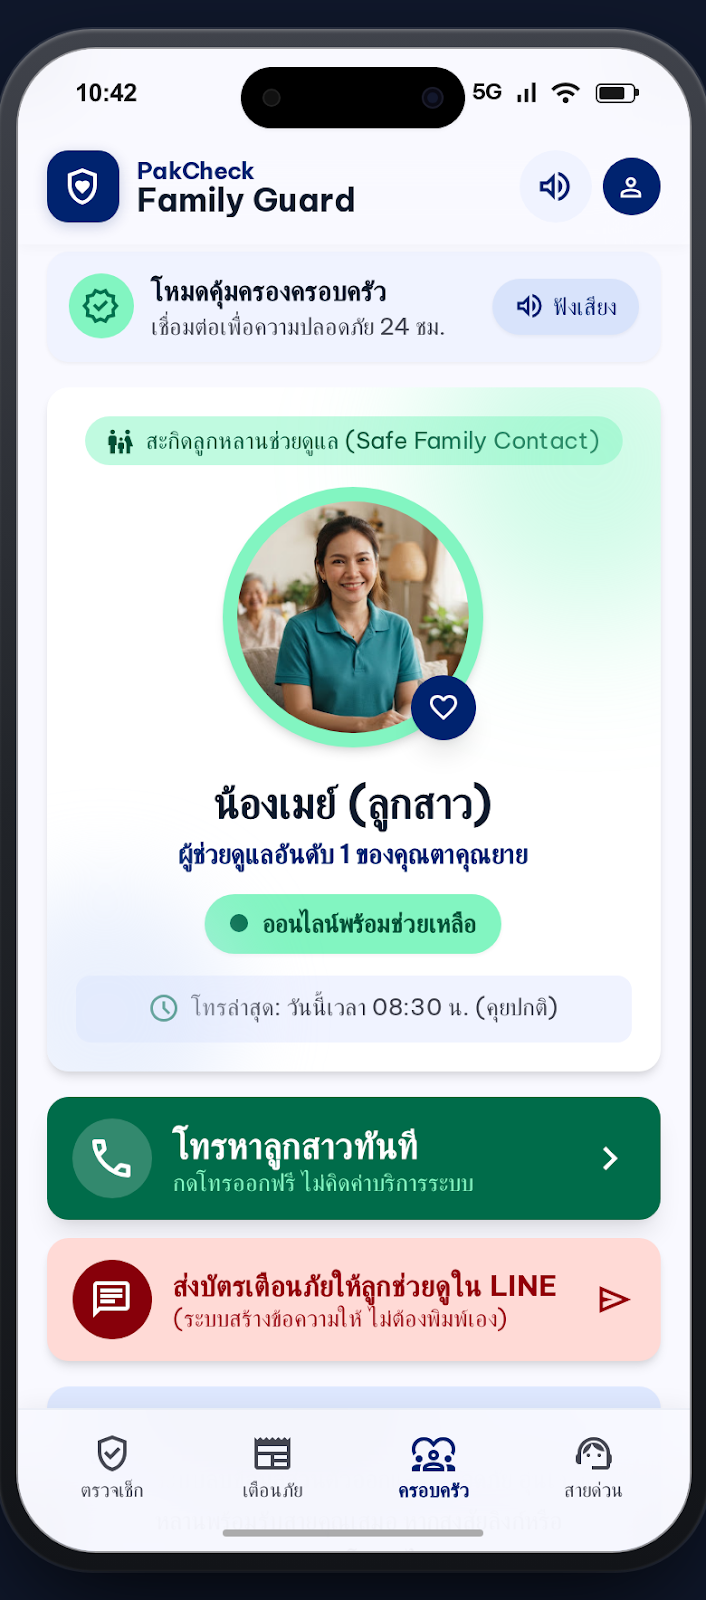 10:42
5G
PakCheck
Family Guard
โหมดคุ้มครองครอบครัว
เชื่อมต่อเพื่อความปลอดภัย 24 ชม.
ฟังเสียง
สะกิดลูกหลานช่วยดูแล (Safe Family Contact)
น้องเมย์ (ลูกสาว)
ผู้ช่วยดูแลอันดับ 1 ของคุณตาคุณยาย
ออนไลน์พร้อมช่วยเหลือ
โทรล่าสุด: วันนี้เวลา 08:30 น. (คุยปกติ)
โทรหาลูกสาวทันที
กดโทรออกฟรี ไม่คิดค่าบริการระบบ
ส่งบัตรเตือนภัยให้ลูกช่วยดูใน LINE
(ระบบสร้างข้อความให้ ไม่ต้องพิมพ์เอง)
ตรวจเช็ก
เตือนภัย
ครอบครัว
สายด่วน